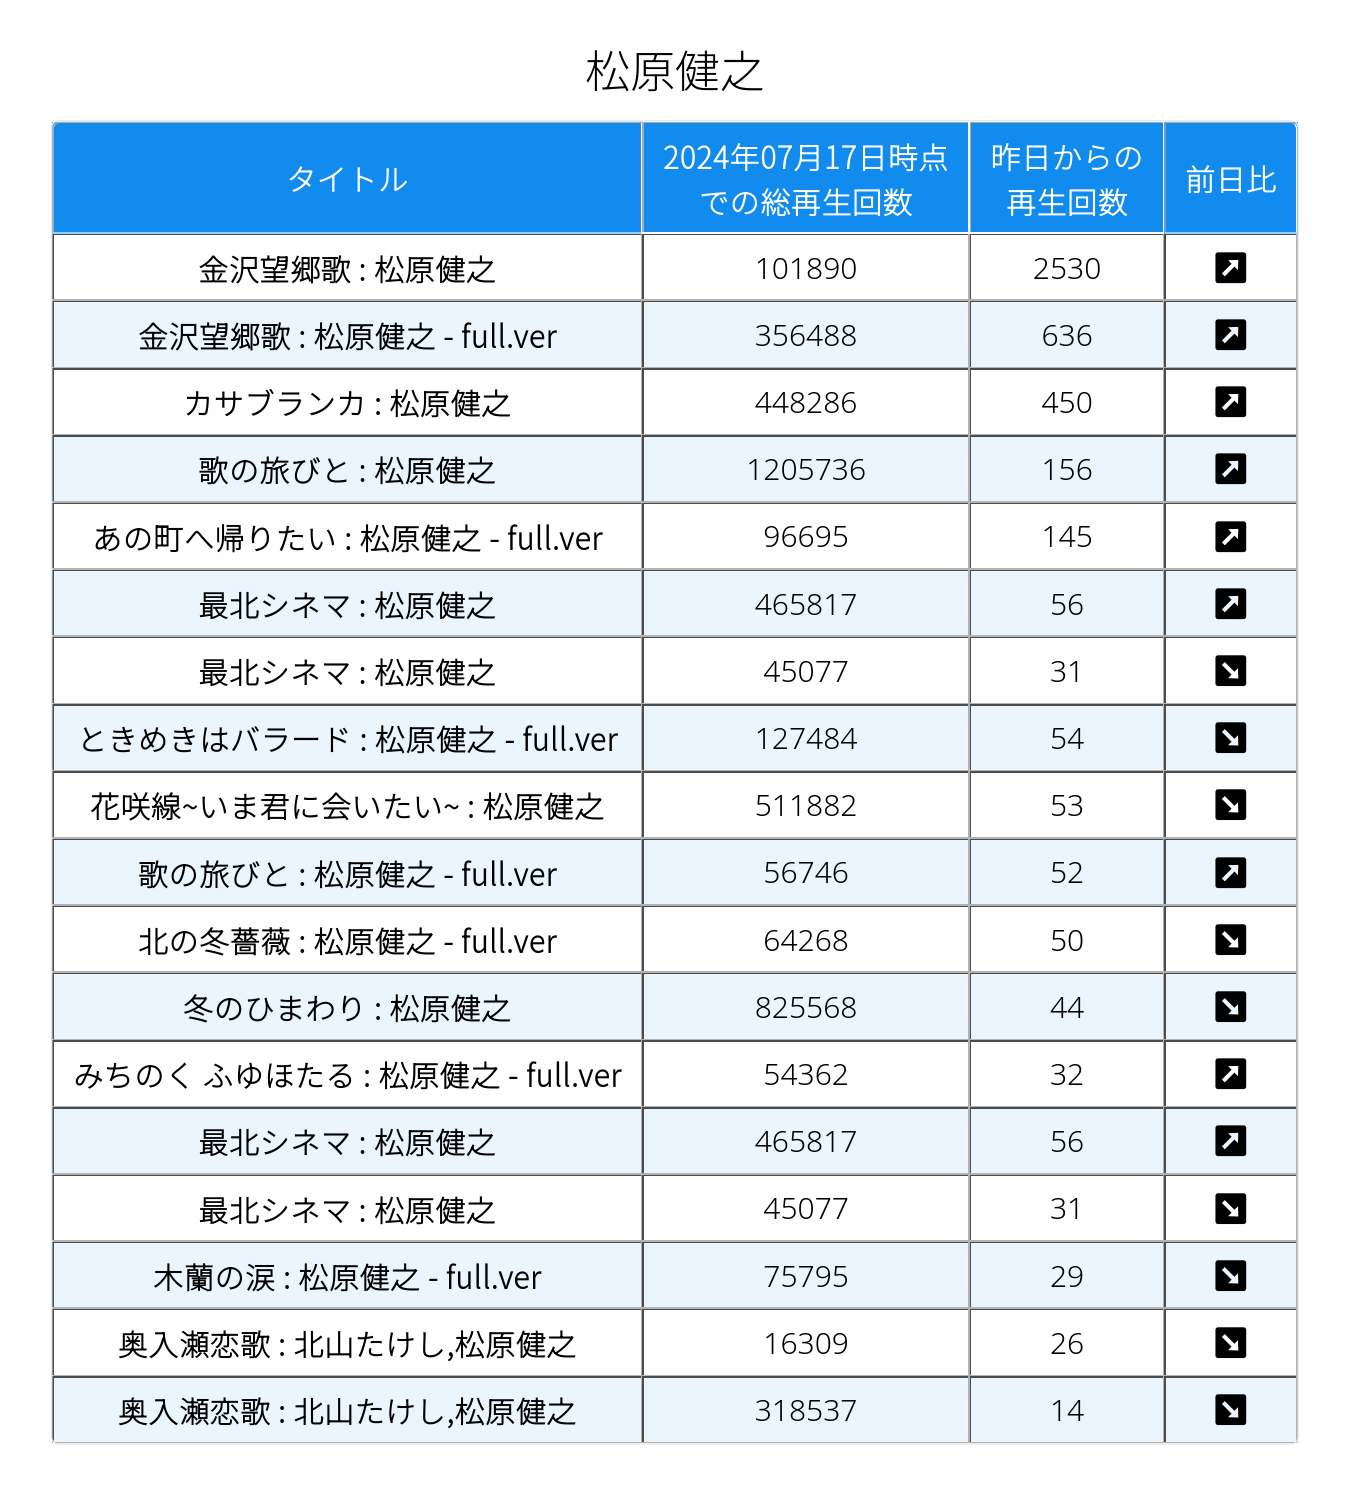 松原健之
タイトル
2024年07月17日時点
での総再生回数
昨日からの
再生回数
前日比
金沢望郷歌 : 松原健之 101890 2530 ↗
金沢望郷歌 : 松原健之 - full.ver 356488 636 ↗
カサブランカ : 松原健之 448286 450 ↗
歌の旅びと : 松原健之 1205736 156 ↗
あの町へ帰りたい : 松原健之 - full.ver 96695 145 ↗
最北シネマ : 松原健之 465817 56 ↗
最北シネマ : 松原健之 45077 31 ↘
ときめきはバラード : 松原健之 - full.ver 127484 54 ↘
花咲線~いま君に会いたい~ : 松原健之 511882 53 ↘
歌の旅びと : 松原健之 - full.ver 56746 52 ↗
北の冬薔薇 : 松原健之 - full.ver 64268 50 ↘
冬のひまわり : 松原健之 825568 44 ↘
みちのく ふゆほたる : 松原健之 - full.ver 54362 32 ↗
最北シネマ : 松原健之 465817 56 ↗
最北シネマ : 松原健之 45077 31 ↘
木蘭の涙 : 松原健之 - full.ver 75795 29 ↘
奥入瀬恋歌 : 北山たけし,松原健之 16309 26 ↘
奥入瀬恋歌 : 北山たけし,松原健之 318537 14 ↘